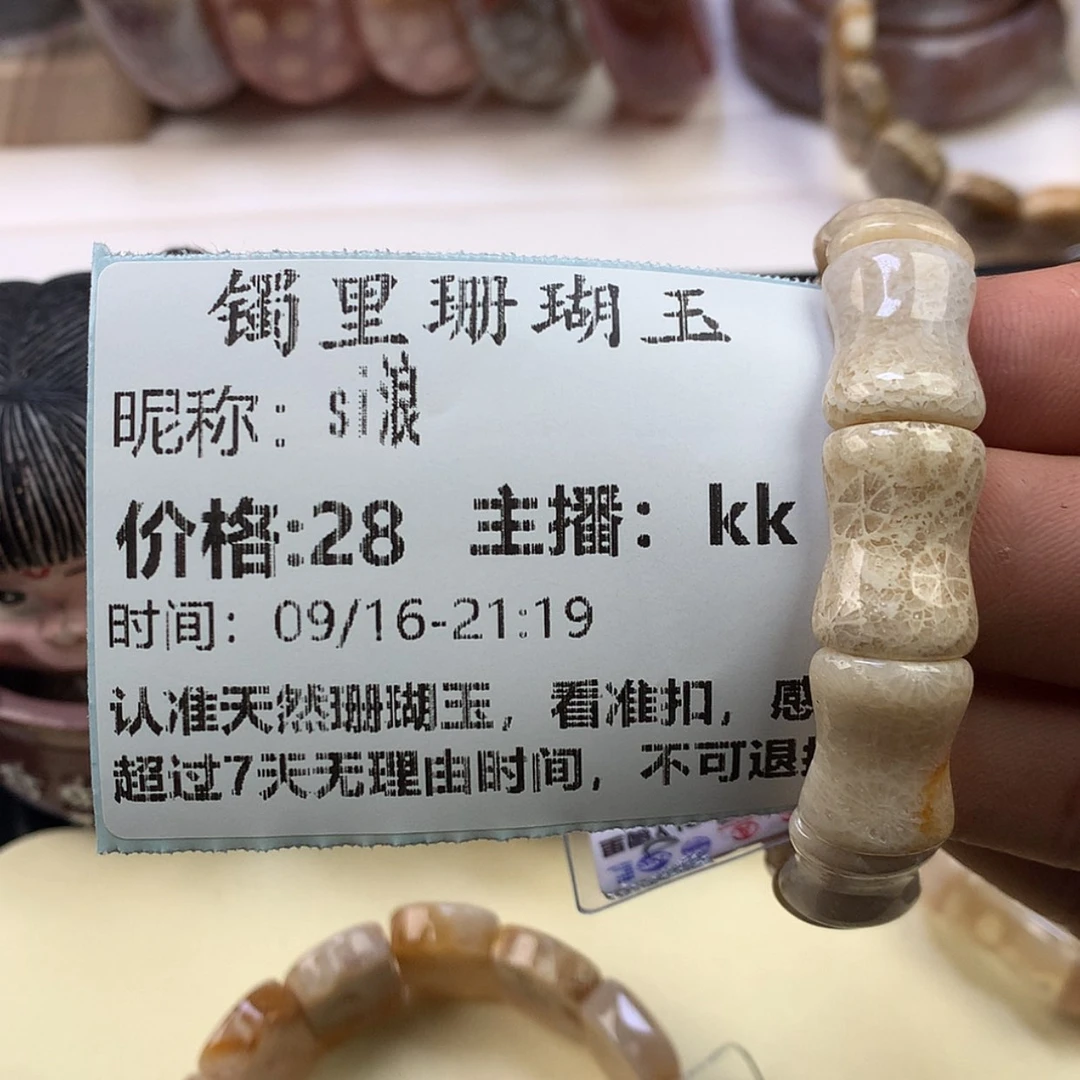 镯里珊瑚玉
昵称：si浪
价格:28 主播：kk
时间：09/16-21:19
认准天然珊瑚玉，看准扣，感
超过7天无理由时间，不可退